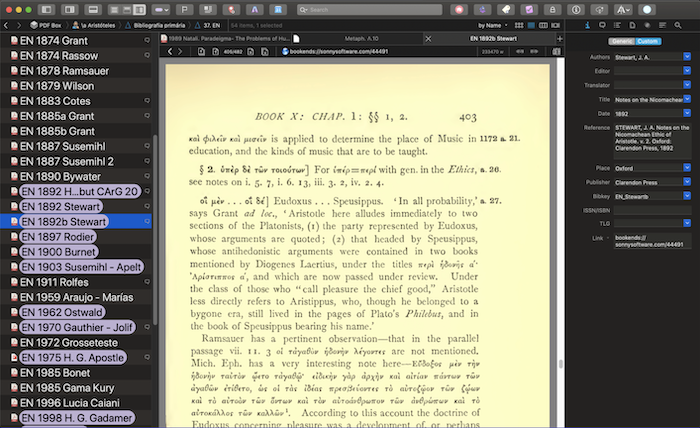 PDF Box
\a Aristóteles
Bibliografia primária
37. EN
54 items, 1 selected
by Name
Search
EN 1874 Grant
EN 1874 Rassow
EN 1878 Ramsauer
EN 1879 Wilson
EN 1883 Cotes
EN 1885a Grant
EN 1885b Grant
EN 1887 Susemihl
EN 1887 Susemihl 2
EN 1890 Bywater
EN 1892 H...but CArG 20
EN 1892 Stewart
EN 1892b Stewart
EN 1897 Rodier
EN 1900 Burnet
EN 1903 Susemihl - Apelt
EN 1911 Rolfes
EN 1959 Araujo - Marías
EN 1962 Ostwald
EN 1970 Gauthier - Jolif
EN 1972 Grosseteste
EN 1975 H. G. Apostle
EN 1985 Bonet
EN 1985 Gama Kury
EN 1996 Lucia Caiani
EN 1998 H. G. Gadamer
1989 Natali. Paradeigma- The Problems of Hu...
Metaph. A.10
EN 1892b Stewart
405/482
bookends://sonnysoftware.com/44491
233470 w
BOOK X: CHAP. 1: §§ 1, 2. 403
καὶ φιλεῖν καὶ μισεῖν is applied to determine the place of Music in 1172 a. 21.
education, and the kinds of music that are to be taught.
§ 2. ὑπὲρ δὲ τῶν τοιούτων] For ὑπέρ=περί with gen. in the Ethics, a. 26.
see notes on i. 5. 7, i. 6. 13, iii. 3. 2, iv. 2. 4.
οἱ μὲν . . . οἱ δέ] Eudoxus . . . Speusippus. ‘In all probability,’ a. 27.
says Grant ad loc., ‘Aristotle here alludes immediately to two
sections of the Platonists, (1) the party represented by Eudoxus,
whose arguments are quoted; (2) that headed by Speusippus,
whose antihedonistic arguments were contained in two books
mentioned by Diogenes Laertius, under the titles περὶ ἡδονῆς α΄·
᾿Αρίστιππος α΄, and which are now passed under review. Under
the class of those who “call pleasure the chief good,” Aristotle
less directly refers to Aristippus, who, though he belonged to a
bygone era, still lived in the pages of Plato's Philebus, and in
the book of Speusippus bearing his name.’
Ramsauer has a pertinent observation—that in the parallel
passage vii. 11. 3 οἱ τἀγαθὸν ἡδονὴν λέγοντες are not mentioned.
Mich. Eph. has a very interesting note here—Εὔδοξος μὲν τὴν
ἡδονὴν ταὐτὸν ᾤετο τἀγαθῷ· εἰδικὴν γὰρ ἀρχὴν καὶ αἰτίαν πάντων τῶν
ἀγαθῶν ἐτίθετο, ὡς οἱ τὰς ἰδέας πρεσβεύοντες τὸ αὐτοζῷον τῶν ζῴων
καὶ τὸ αὐτοὸν τῶν ὄντων καὶ τὸν αὐτοάνθρωπον τῶν ἀνθρώπων καὶ τὸ
αὐτοκάλλος τῶν καλλῶν¹. According to this account the doctrine of
Eudoxus concerning pleasure was a development of, or perhaps
Generic
Custom
Authors Stewart, J. A.
Editor
Translator
Title Notes on the Nicomachean
Date 1892
Reference STEWART, J. A. Notes on
the Nicomachean Ethic of
Aristotle, v. 2. Oxford:
Clarendon Press, 1892
Place Oxford
Publisher Clarendon Press
Bibkey EN_Stewartb
ISSN/ISBN
TLG
Link bookends://
sonnysoftware.com/44491